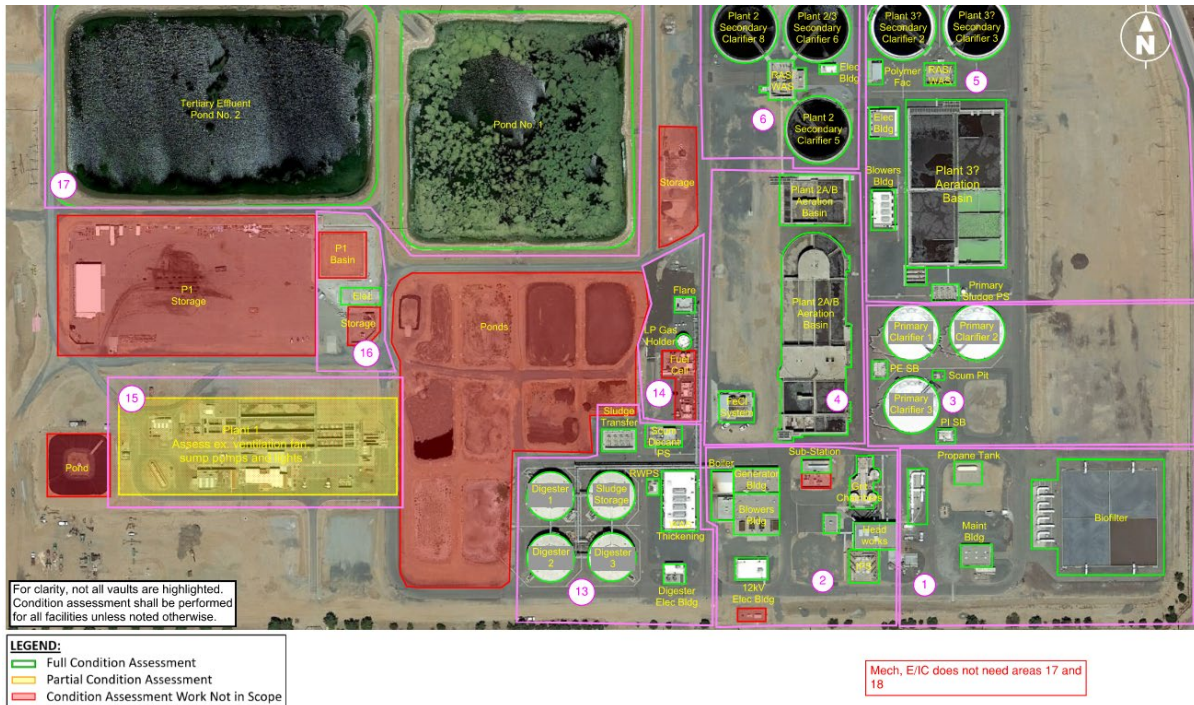 Plant 2
Secondary
Clarifier 8
Plant 2/3
Secondary
Clarifier 6
Plant 3?
Secondary
Clarifier 2
Plant 3?
Secondary
Clarifier 3
N
Elec
Bldg
RAS/
WAS
Polymer
Fac
RAS/
WAS
5
6
Tertiary Effluent
Pond No. 2
Pond No. 1
Plant 2
Secondary
Clarifier 5
Elec
Bldg
17
Storage
Plant 2A/B
Aeration
Basin
Blowers
Bldg
Plant 3?
Aeration
Basin
P1
Basin
P1
Storage
Storage
16
Ponds
Flare
LP Gas
Holder
Fuel
Cell
14
Plant 2A/B
Aeration
Basin
4
FeCl
System
Primary
Sludge PS
Primary
Clarifier 1
Primary
Clarifier 2
PE SB
Scum Pit
Primary
Clarifier 3
3
PI SB
15
Plant 1
Assess ex. ventilation fan,
sump pumps and lights
Pond
Sludge
Transfer
Scum
Decant
PS
Digester
1
Sludge
Storage
RWPS
Thickening
Digester
2
Digester
3
13
Digester
Elec Bldg
Boiler
Generator
Bldg
Blowers
Bldg
Sub-Station
Grit
Chambers
Head
works
IPS
2
12kV
Elec Bldg
Propane Tank
Maint
Bldg
1
Biofilter
For clarity, not all vaults are highlighted.
Condition assessment shall be performed
for all facilities unless noted otherwise.
LEGEND:
Full Condition Assessment
Partial Condition Assessment
Condition Assessment Work Not in Scope
Mech, E/IC does not need areas 17 and
18